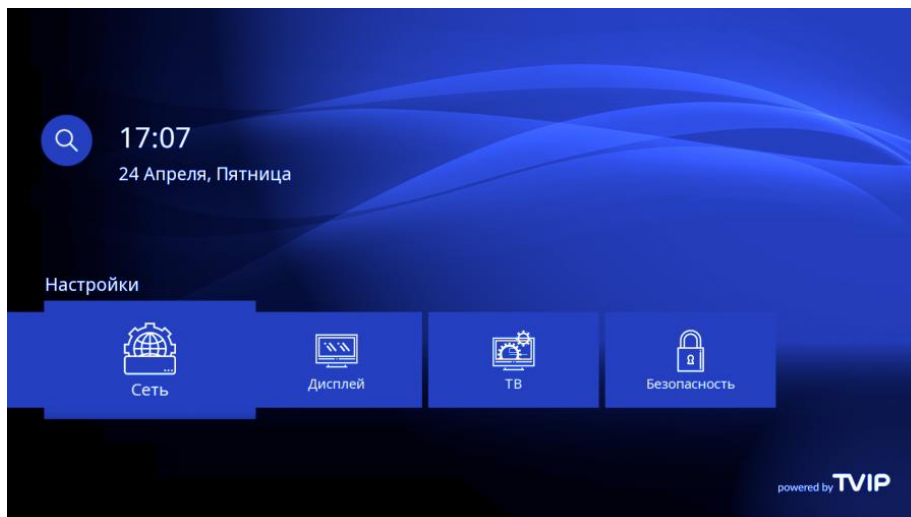 17:07
24 Апреля, Пятница
Настройки
Сеть
Дисплей
ТВ
Безопасность
powered by TVIP